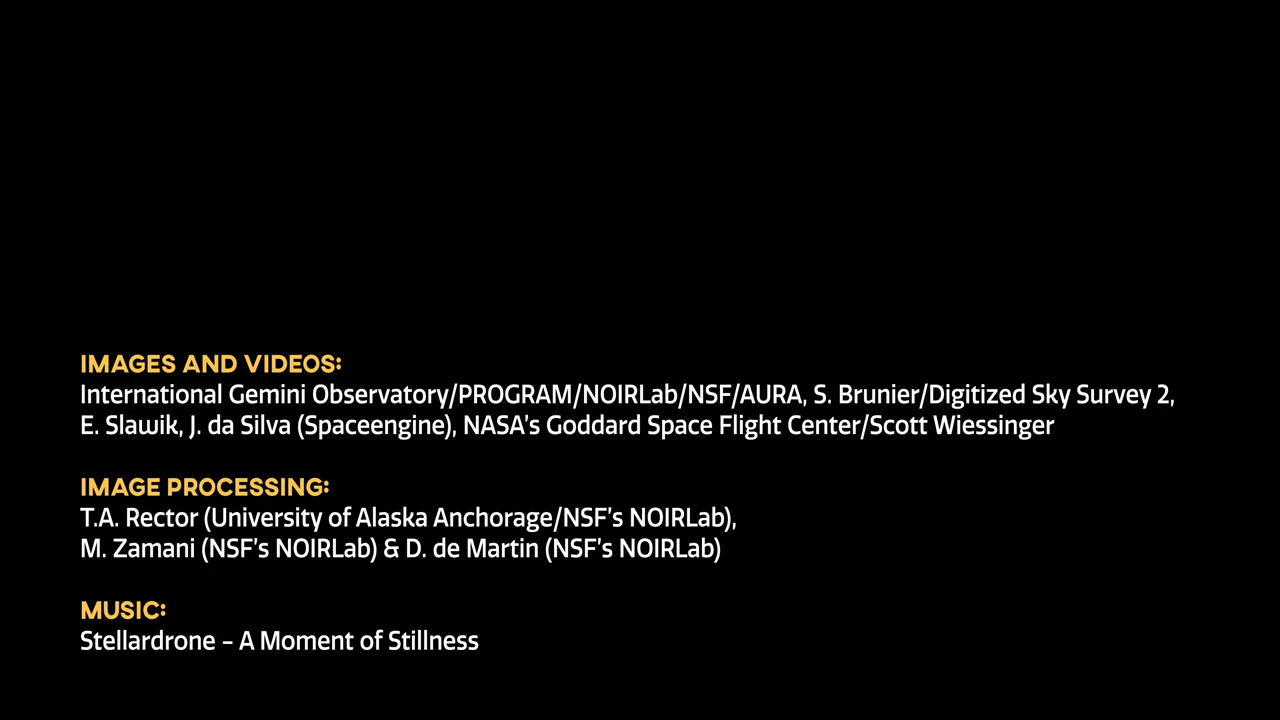 IMAGES AND VIDEOS:
International Gemini Observatory/PROGRAM/NOIRLab/NSF/AURA, S. Brunier/Digitized Sky Survey 2,
E. Slawik, J. da Silva (Spaceengine), NASA's Goddard Space Flight Center/Scott Wiessinger
IMAGE PROCESSING:
T.A. Rector (University of Alaska Anchorage/NSF's NOIRLab),
M. Zamani (NSF's NOIRLab) & D. de Martin (NSF's NOIRLab)
MUSIC:
Stellardrone – A Moment of Stillness